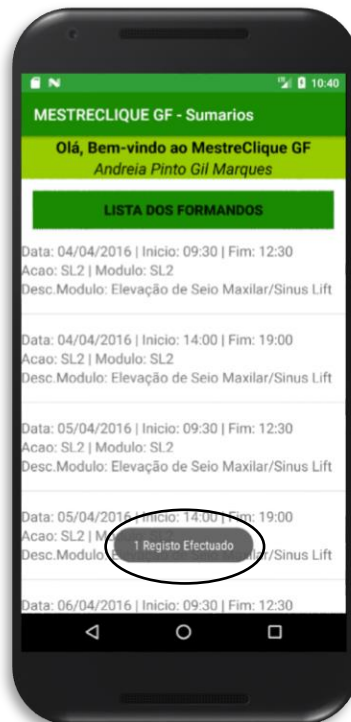 10:40
MESTRECLIQUE GF - Sumarios
Olá, Bem-vindo ao MestreClique GF
Andreia Pinto Gil Marques
LISTA DOS FORMANDOS
Data: 04/04/2016 | Inicio: 09:30 | Fim: 12:30
Acao: SL2 | Modulo: SL2
Desc.Modulo: Elevação de Seio Maxilar/Sinus Lift
Data: 04/04/2016 | Inicio: 14:00 | Fim: 19:00
Acao: SL2 | Modulo: SL2
Desc.Modulo: Elevação de Seio Maxilar/Sinus Lift
Data: 05/04/2016 | Inicio: 09:30 | Fim: 12:30
Acao: SL2 | Modulo: SL2
Desc.Modulo: Elevação de Seio Maxilar/Sinus Lift
Data: 05/04/2016 | Inicio: 14:00 | Fim: 19:00
Acao: SL2 |
1 Registo Efectuado
Desc.Modulo: /Sinus Lift
Data: 06/04/2016 | Inicio: 09:30 | Fim: 12:30